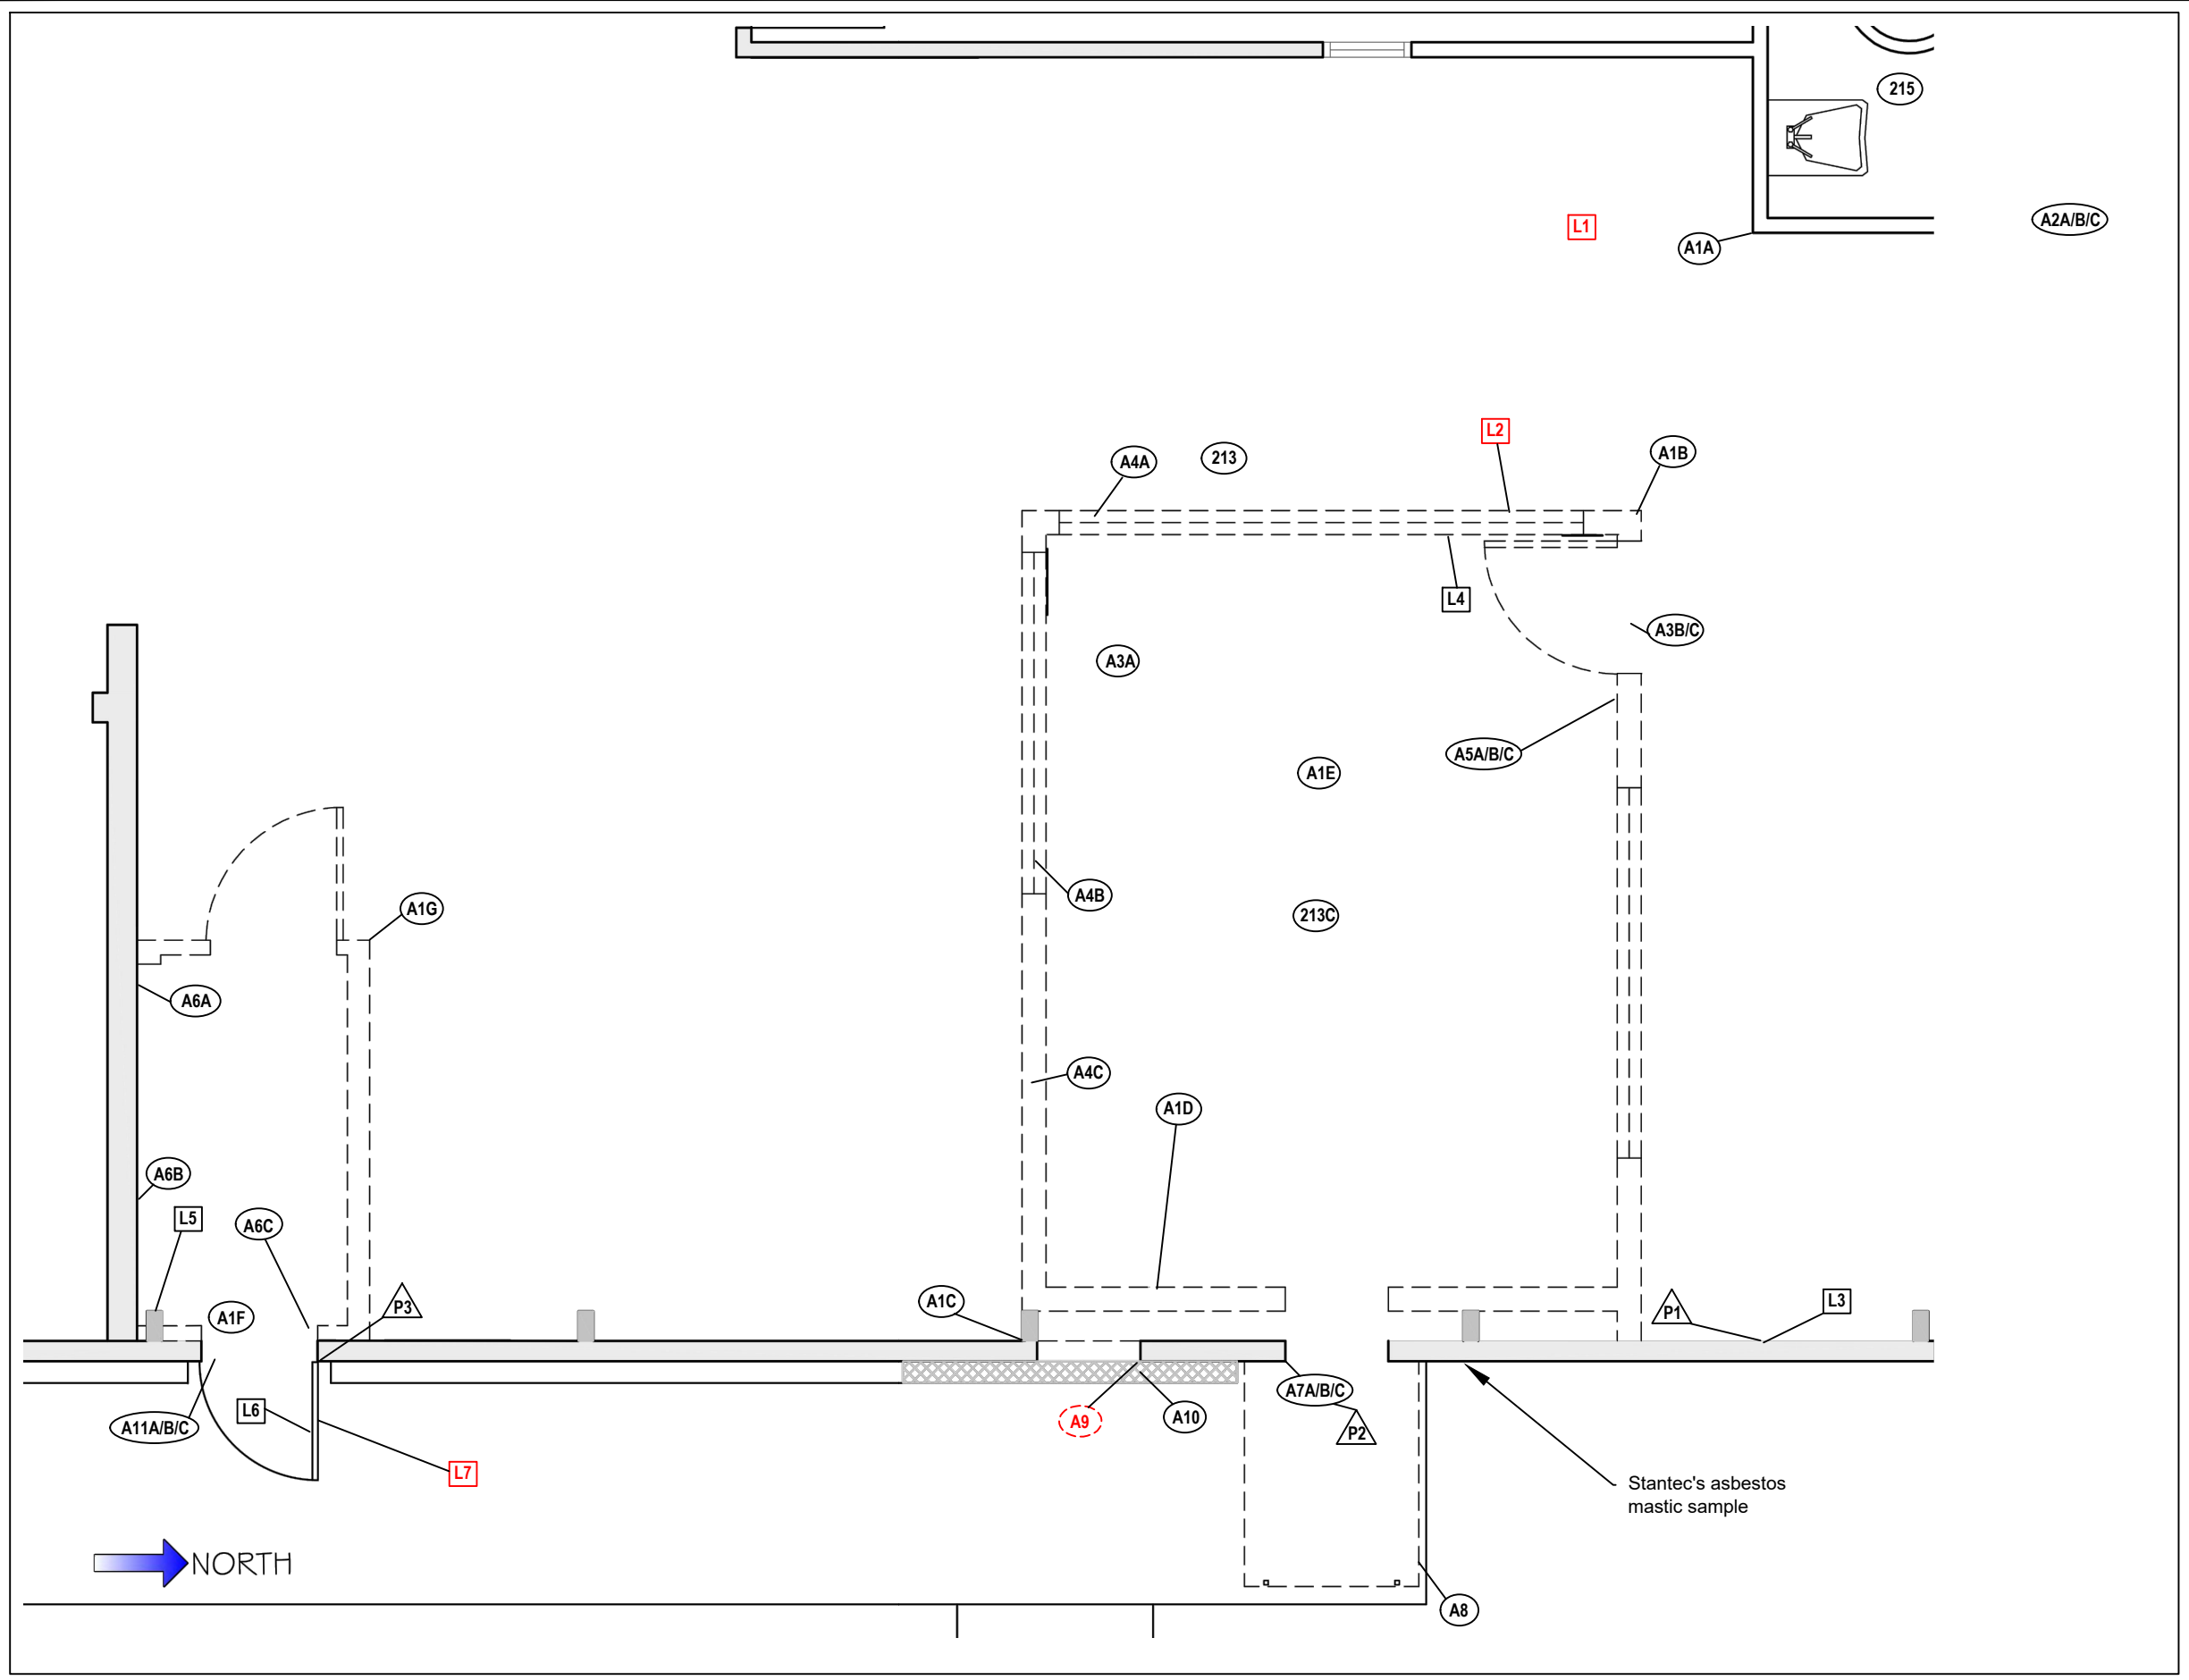 215
A2A/B/C
L1
A1A
L2
A4A
213
A1B
L4
A3B/C
A3A
A5A/B/C
A1E
A4B
A1G
213C
A6A
A4C
A1D
A6B
L5
A6C
A1C
P3
A1F
P1
L3
A7A/B/C
L6
A11A/B/C
A9
A10
P2
L7
Stantec's asbestos
mastic sample
NORTH
A8